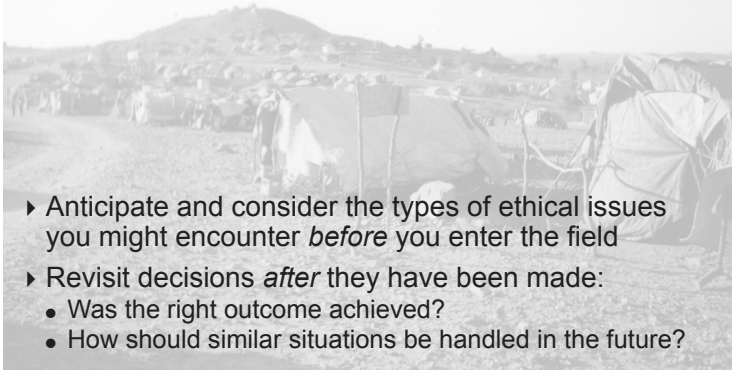 ▸ Anticipate and consider the types of ethical issues
you might encounter before you enter the field
▸ Revisit decisions after they have been made:
• Was the right outcome achieved?
• How should similar situations be handled in the future?